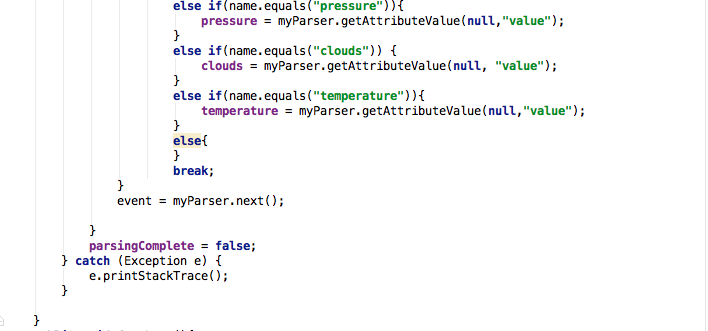 else if(name.equals("pressure")){
pressure = myParser.getAttributeValue(null,"value");
}
else if(name.equals("clouds")) {
clouds = myParser.getAttributeValue(null, "value");
}
else if(name.equals("temperature")){
temperature = myParser.getAttributeValue(null,"value");
}
else{
}
break;
}
event = myParser.next();
}
parsingComplete = false;
} catch (Exception e) {
e.printStackTrace();
}
}